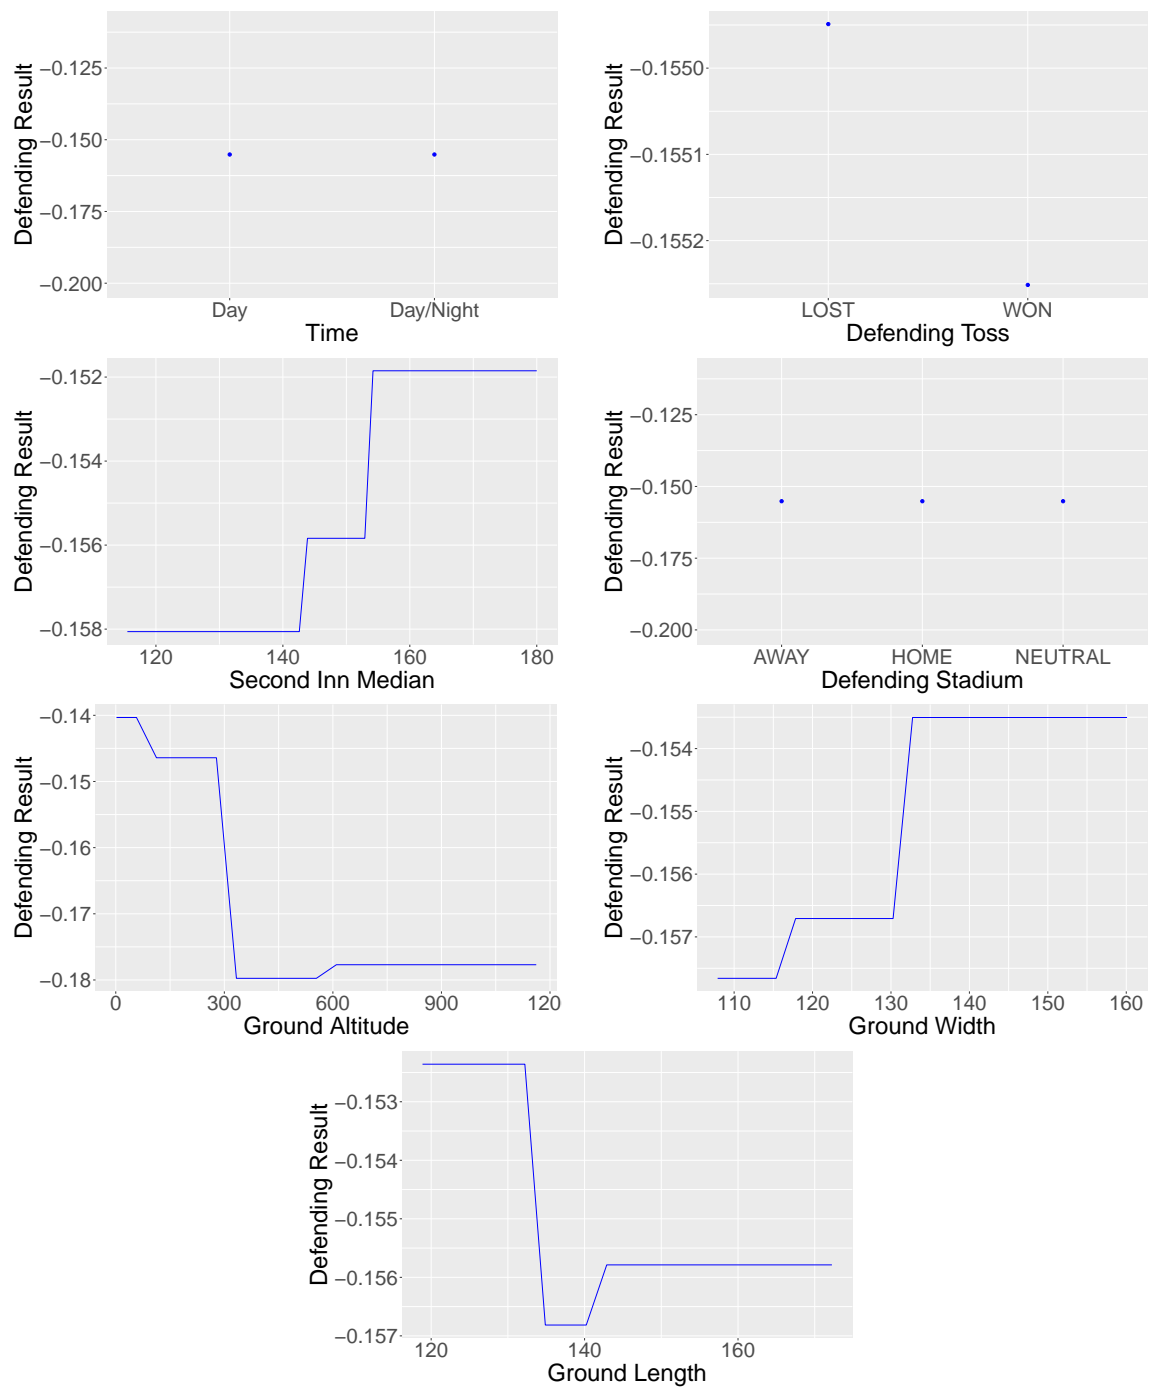 Defending Result
−0.125
−0.150
−0.175
−0.200
Day
Day/Night
Time
Defending Result
−0.1550
−0.1551
−0.1552
LOST
WON
Defending Toss
Defending Result
−0.152
−0.154
−0.156
−0.158
120
140
160
180
Second Inn Median
Defending Result
−0.125
−0.150
−0.175
−0.200
AWAY
HOME
NEUTRAL
Defending Stadium
Defending Result
−0.14
−0.15
−0.16
−0.17
−0.18
0
300
600
900
120
Ground Altitude
Defending Result
−0.154
−0.155
−0.156
−0.157
110
120
130
140
150
160
Ground Width
Defending Result
−0.153
−0.154
−0.155
−0.156
−0.157
120
140
160
Ground Length